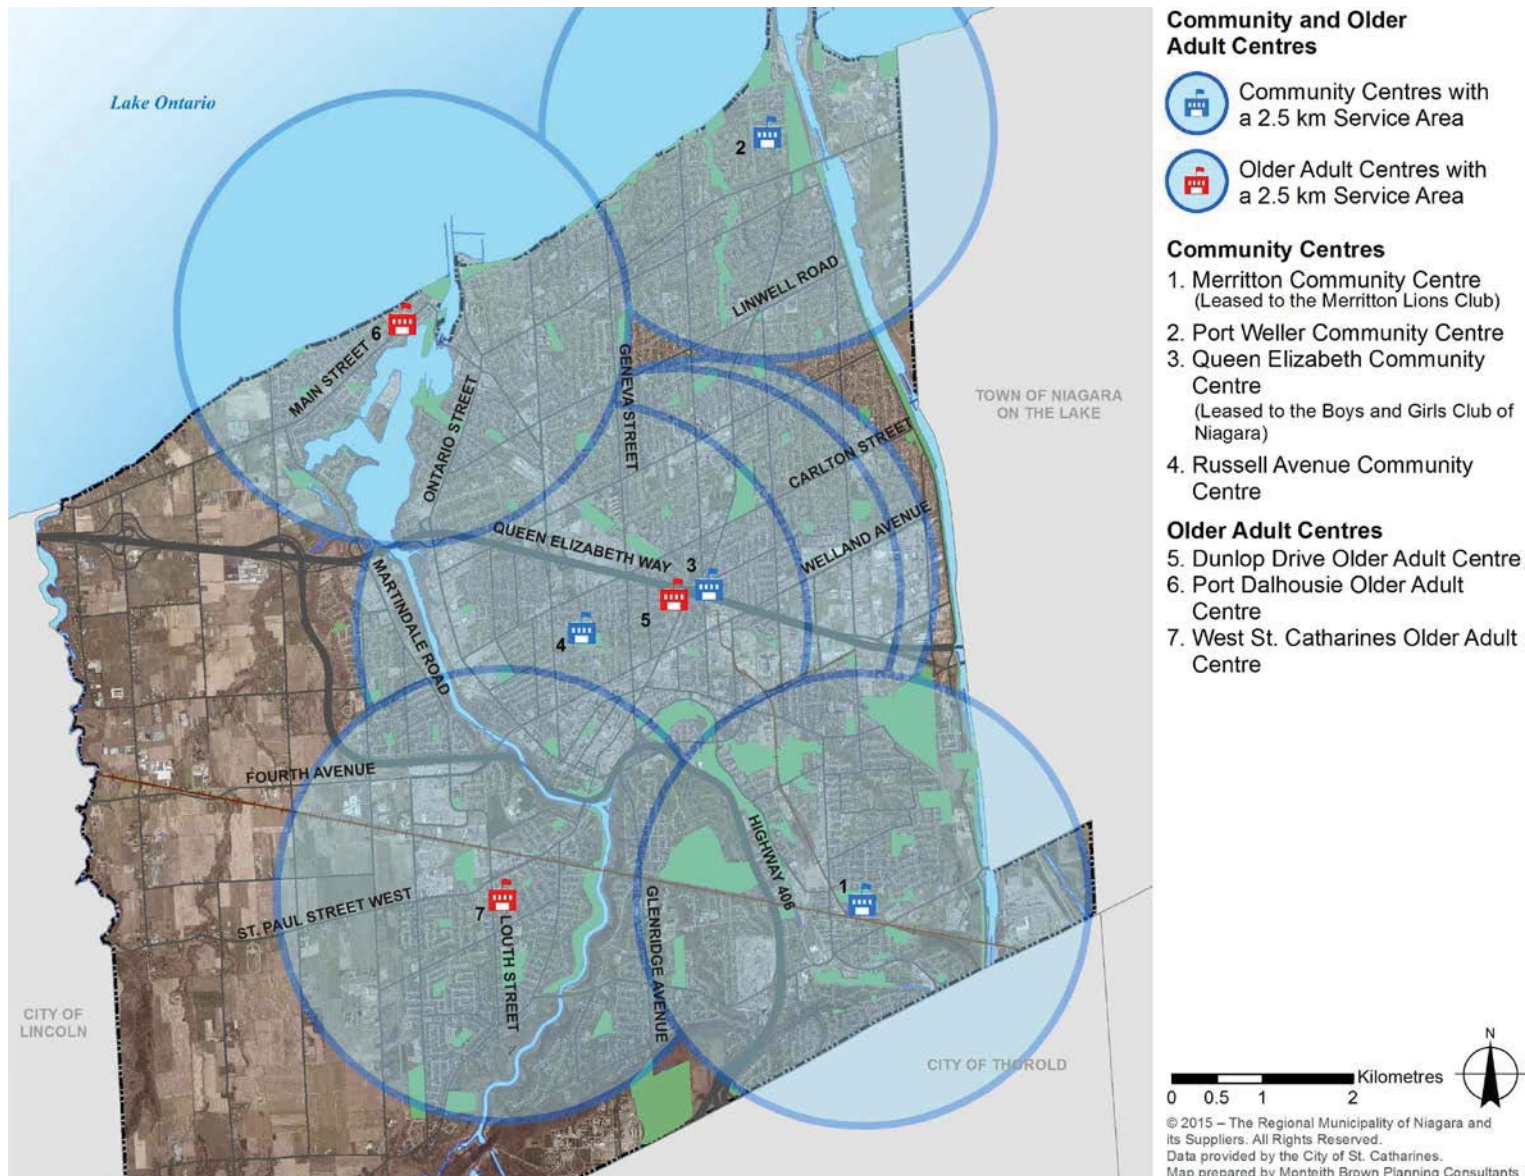 Lake Ontario
2
LINWELL ROAD
6
MAIN STREET
ONTARIO STREET
GENEVA STREET
CARLTON STREET
QUEEN ELIZABETH WAY
WELLAND AVENUE
3
5
4
MARTINDALE ROAD
TOWN OF NIAGARA
ON THE LAKE
FOURTH AVENUE
HIGHWAY 406
1
7
ST. PAUL STREET WEST
LOUTH STREET
GLENRIDGE AVENUE
CITY OF
LINCOLN
CITY OF THOROLD
Community and Older
Adult Centres
Community Centres with
a 2.5 km Service Area
Older Adult Centres with
a 2.5 km Service Area
Community Centres
1. Merritton Community Centre
(Leased to the Merritton Lions Club)
2. Port Weller Community Centre
3. Queen Elizabeth Community
Centre
(Leased to the Boys and Girls Club of
Niagara)
4. Russell Avenue Community
Centre
Older Adult Centres
5. Dunlop Drive Older Adult Centre
6. Port Dalhousie Older Adult
Centre
7. West St. Catharines Older Adult
Centre
N
Kilometres
0 0.5 1 2
© 2015 – The Regional Municipality of Niagara and
its Suppliers. All Rights Reserved.
Data provided by the City of St. Catharines.
Map prepared by Monteith Brown Planning Consultants